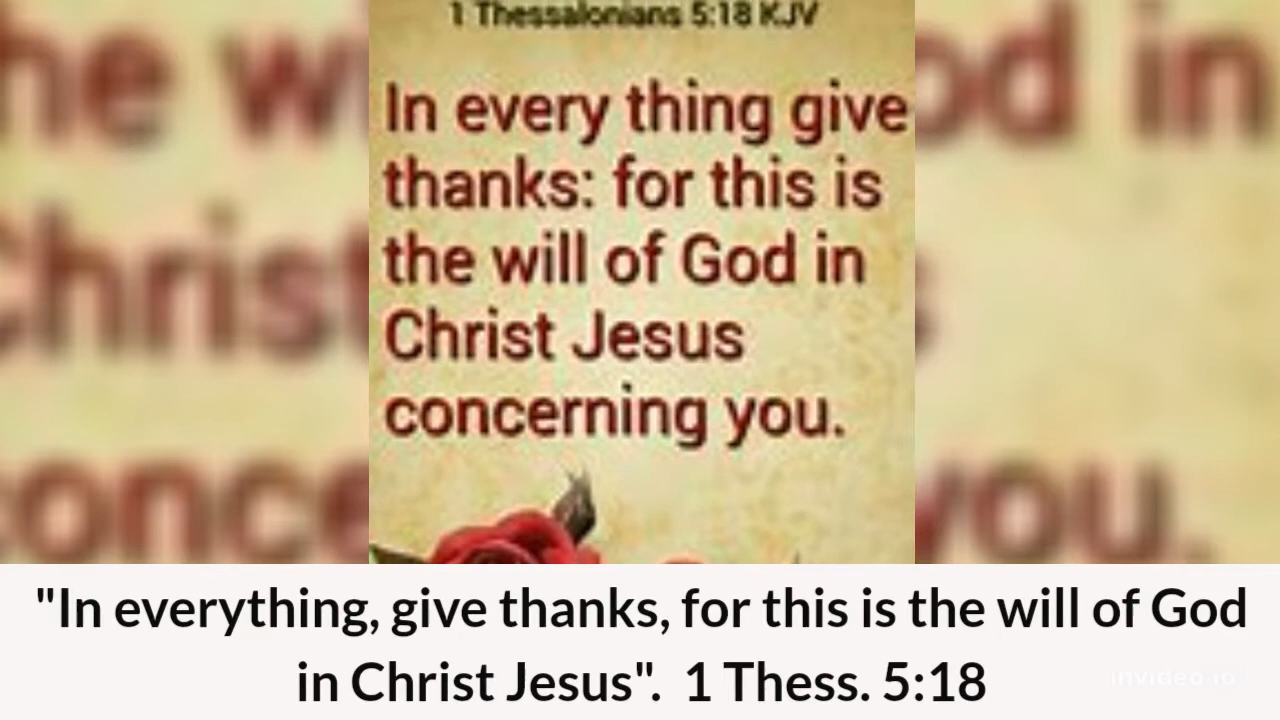 1 Thessalonians 5:18 KJV
In every thing give
thanks: for this is
the will of God in
Christ Jesus
concerning you.
"In everything, give thanks, for this is the will of God
in Christ Jesus".  1 Thess. 5:18
invideo.io